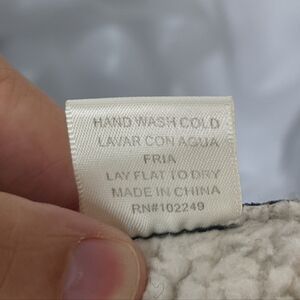 HAND WASH COLD
LAVAR CON AGUA
FRIA
LAY FLAT TO DRY
MADE IN CHINA
RN#102249